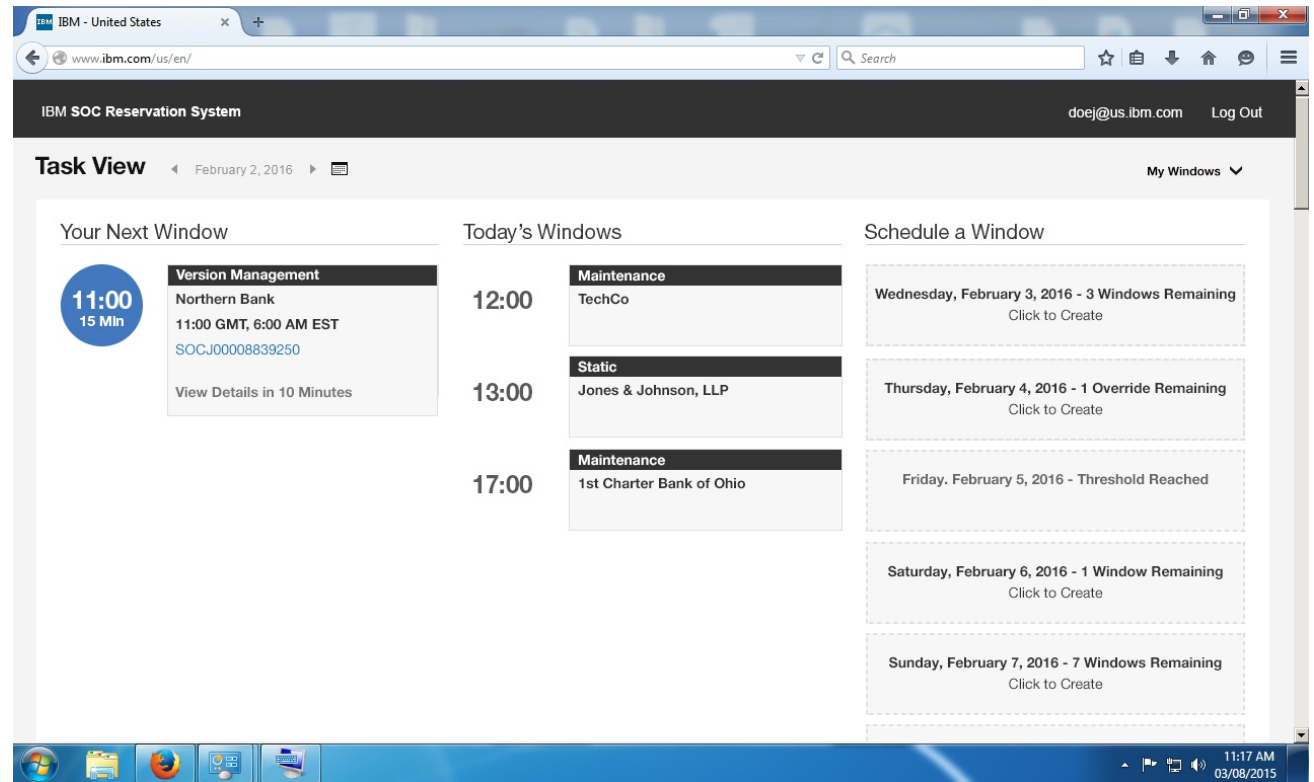 IBM - United States
www.ibm.com/us/en/
Search
IBM SOC Reservation System
doej@us.ibm.com
Log Out
Task View
February 2, 2016
My Windows
Your Next Window
11:00
15 Min
Version Management
Northern Bank
11:00 GMT, 6:00 AM EST
SOCJ00008839250
View Details in 10 Minutes
Today's Windows
12:00
Maintenance
TechCo
13:00
Static
Jones & Johnson, LLP
17:00
Maintenance
1st Charter Bank of Ohio
Schedule a Window
Wednesday, February 3, 2016 - 3 Windows Remaining
Click to Create
Thursday, February 4, 2016 - 1 Override Remaining
Click to Create
Friday. February 5, 2016 - Threshold Reached
Saturday, February 6, 2016 - 1 Window Remaining
Click to Create
Sunday, February 7, 2016 - 7 Windows Remaining
Click to Create
11:17 AM
03/08/2015